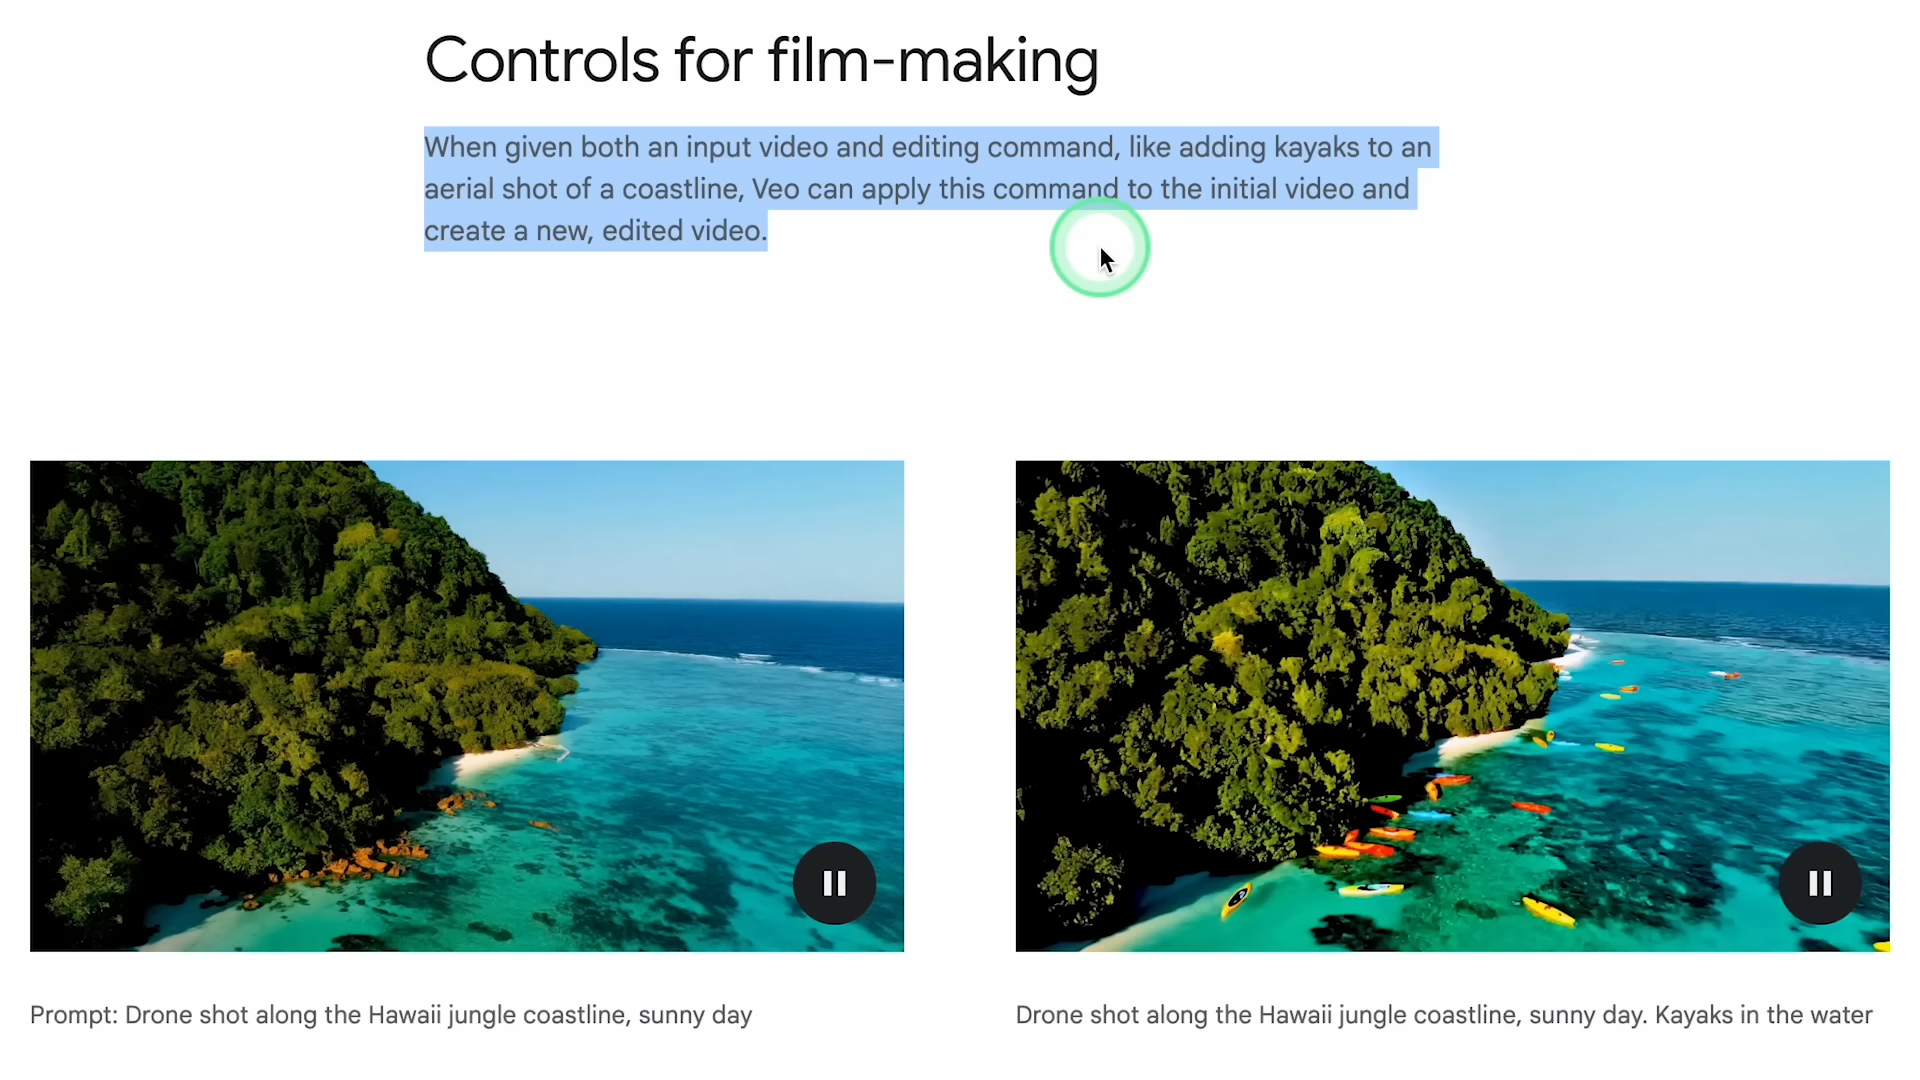 Controls for film-making
When given both an input video and editing command, like adding kayaks to an
aerial shot of a coastline, Veo can apply this command to the initial video and
create a new, edited video.
Prompt: Drone shot along the Hawaii jungle coastline, sunny day
Drone shot along the Hawaii jungle coastline, sunny day. Kayaks in the water